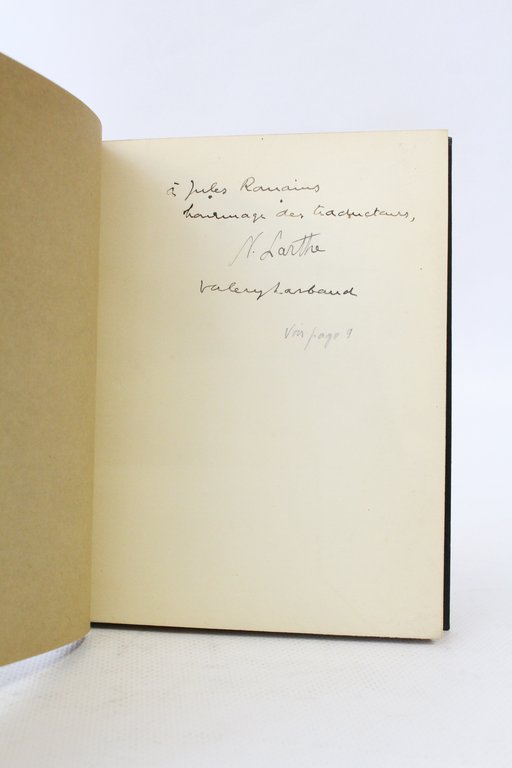 à Jules Romains
hommage des traducteurs,
N. Larthe
Valery Larbaud
Voir page 9